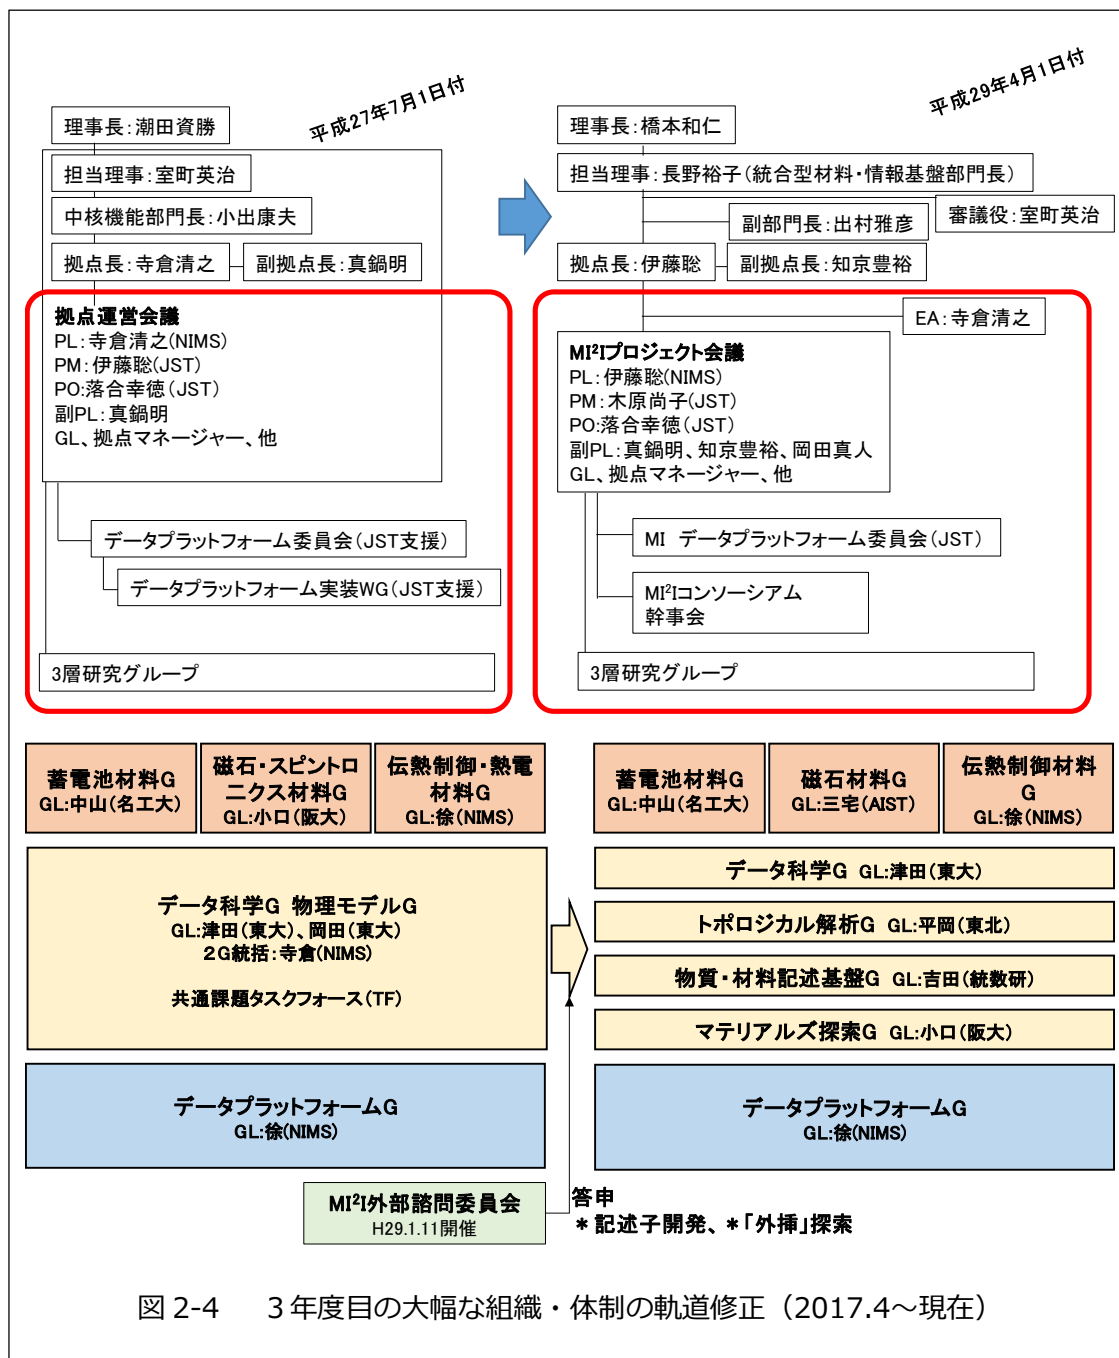 平成27年7月1日付
理事長：潮田資勝
担当理事：室町英治
中核機能部門長：小出康夫
拠点長：寺倉清之
副拠点長：真鍋明
拠点運営会議
PL：寺倉清之(NIMS)
PM：伊藤聡(JST)
PO:落合幸徳(JST)
副PL：真鍋明
GL、拠点マネージャー、他
データプラットフォーム委員会(JST支援)
データプラットフォーム実装WG(JST支援)
3層研究グループ
平成29年4月1日付
理事長：橋本和仁
担当理事：長野裕子(統合型材料・情報基盤部門長)
審議役：室町英治
副部門長：出村雅彦
拠点長：伊藤聡
副拠点長：知京豊裕
EA：寺倉清之
MI²Iプロジェクト会議
PL：伊藤聡(NIMS)
PM：木原尚子(JST)
PO:落合幸徳(JST)
副PL：真鍋明、知京豊裕、岡田真人
GL、拠点マネージャー、他
MI　データプラットフォーム委員会(JST)
MI²Iコンソーシアム
幹事会
3層研究グループ
蓄電池材料G
GL:中山(名工大)
磁石・スピントロ
ニクス材料G
GL:小口(阪大)
伝熱制御・熱電
材料G
GL:徐(NIMS)
データ科学G 物理モデルG
GL:津田(東大)、岡田(東大)
2G統括：寺倉(NIMS)
共通課題タスクフォース(TF)
データプラットフォームG
GL:徐(NIMS)
蓄電池材料G
GL:中山(名工大)
磁石材料G
GL:三宅(AIST)
伝熱制御材料
G
GL:徐(NIMS)
データ科学G GL:津田(東大)
トポロジカル解析G GL:平岡(東北)
物質・材料記述基盤G GL:吉田(統数研)
マテリアルズ探索G GL:小口(阪大)
データプラットフォームG
GL:徐(NIMS)
MI²I外部諮問委員会
H29.1.11開催
答申
＊記述子開発、＊「外挿」探索
図 2-4　３年度目の大幅な組織・体制の軌道修正（2017.4～現在）